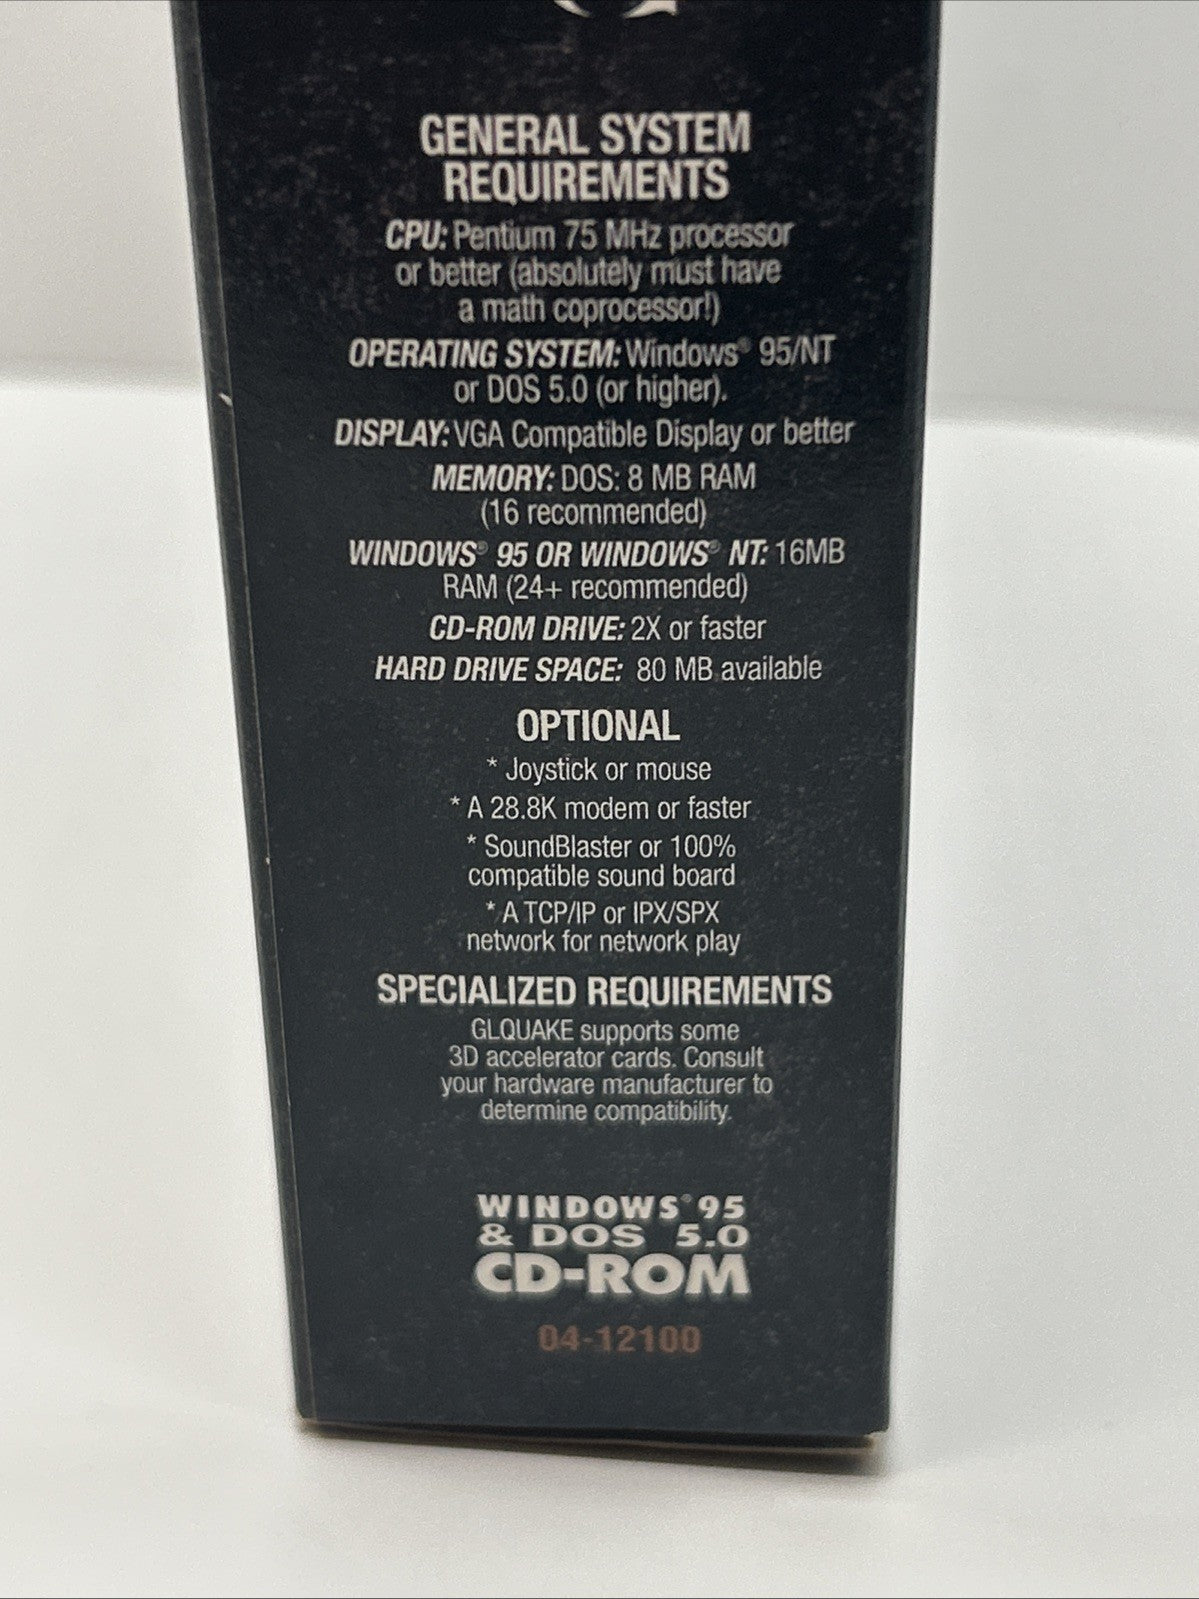 GENERAL SYSTEM
REQUIREMENTS
CPU: Pentium 75 MHz processor
or better (absolutely must have
a math coprocessor!)
OPERATING SYSTEM: Windows® 95/NT
or DOS 5.0 (or higher).
DISPLAY: VGA Compatible Display or better
MEMORY: DOS: 8 MB RAM
(16 recommended)
WINDOWS® 95 OR WINDOWS® NT: 16MB
RAM (24+ recommended)
CD-ROM DRIVE: 2X or faster
HARD DRIVE SPACE: 80 MB available
OPTIONAL
* Joystick or mouse
* A 28.8K modem or faster
* SoundBlaster or 100%
compatible sound board
* A TCP/IP or IPX/SPX
network for network play
SPECIALIZED REQUIREMENTS
GLQUAKE supports some
3D accelerator cards. Consult
your hardware manufacturer to
determine compatibility.
WINDOWS® 95
& DOS 5.0
CD-ROM
04-12100